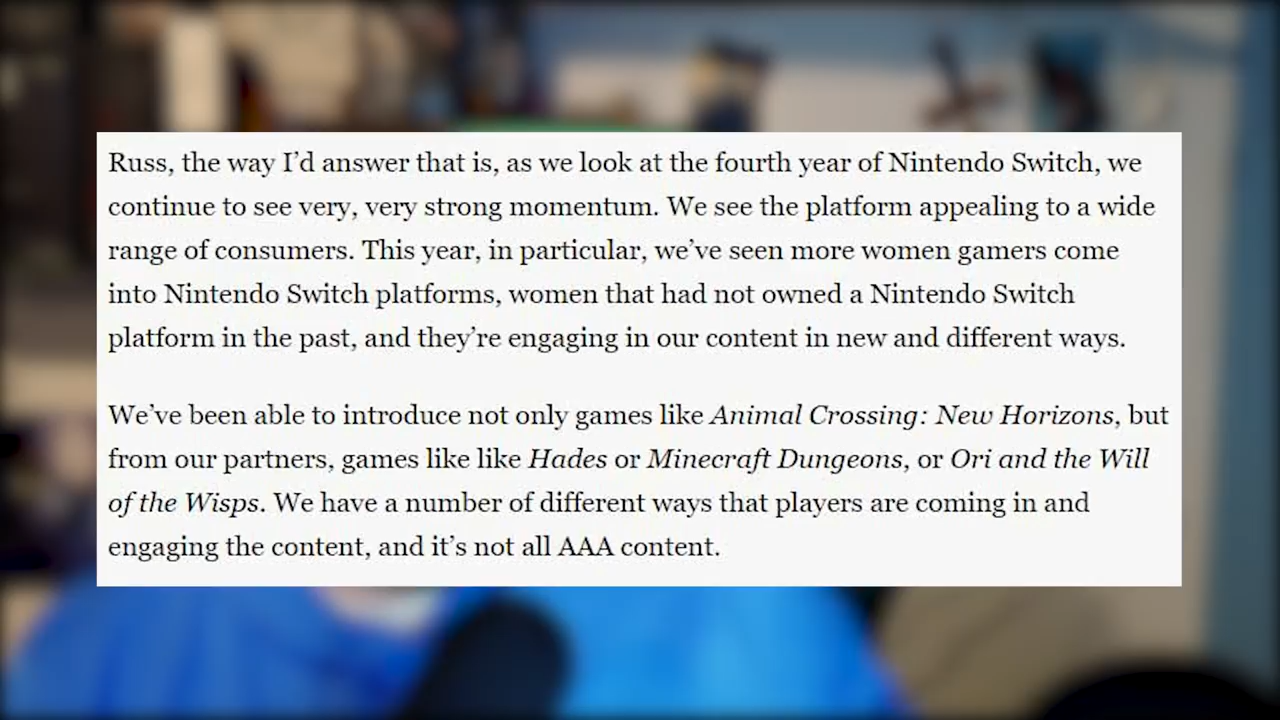 Russ, the way I’d answer that is, as we look at the fourth year of Nintendo Switch, we
continue to see very, very strong momentum. We see the platform appealing to a wide
range of consumers. This year, in particular, we’ve seen more women gamers come
into Nintendo Switch platforms, women that had not owned a Nintendo Switch
platform in the past, and they’re engaging in our content in new and different ways.
We’ve been able to introduce not only games like Animal Crossing: New Horizons, but
from our partners, games like like Hades or Minecraft Dungeons, or Ori and the Will
of the Wisps. We have a number of different ways that players are coming in and
engaging the content, and it’s not all AAA content.